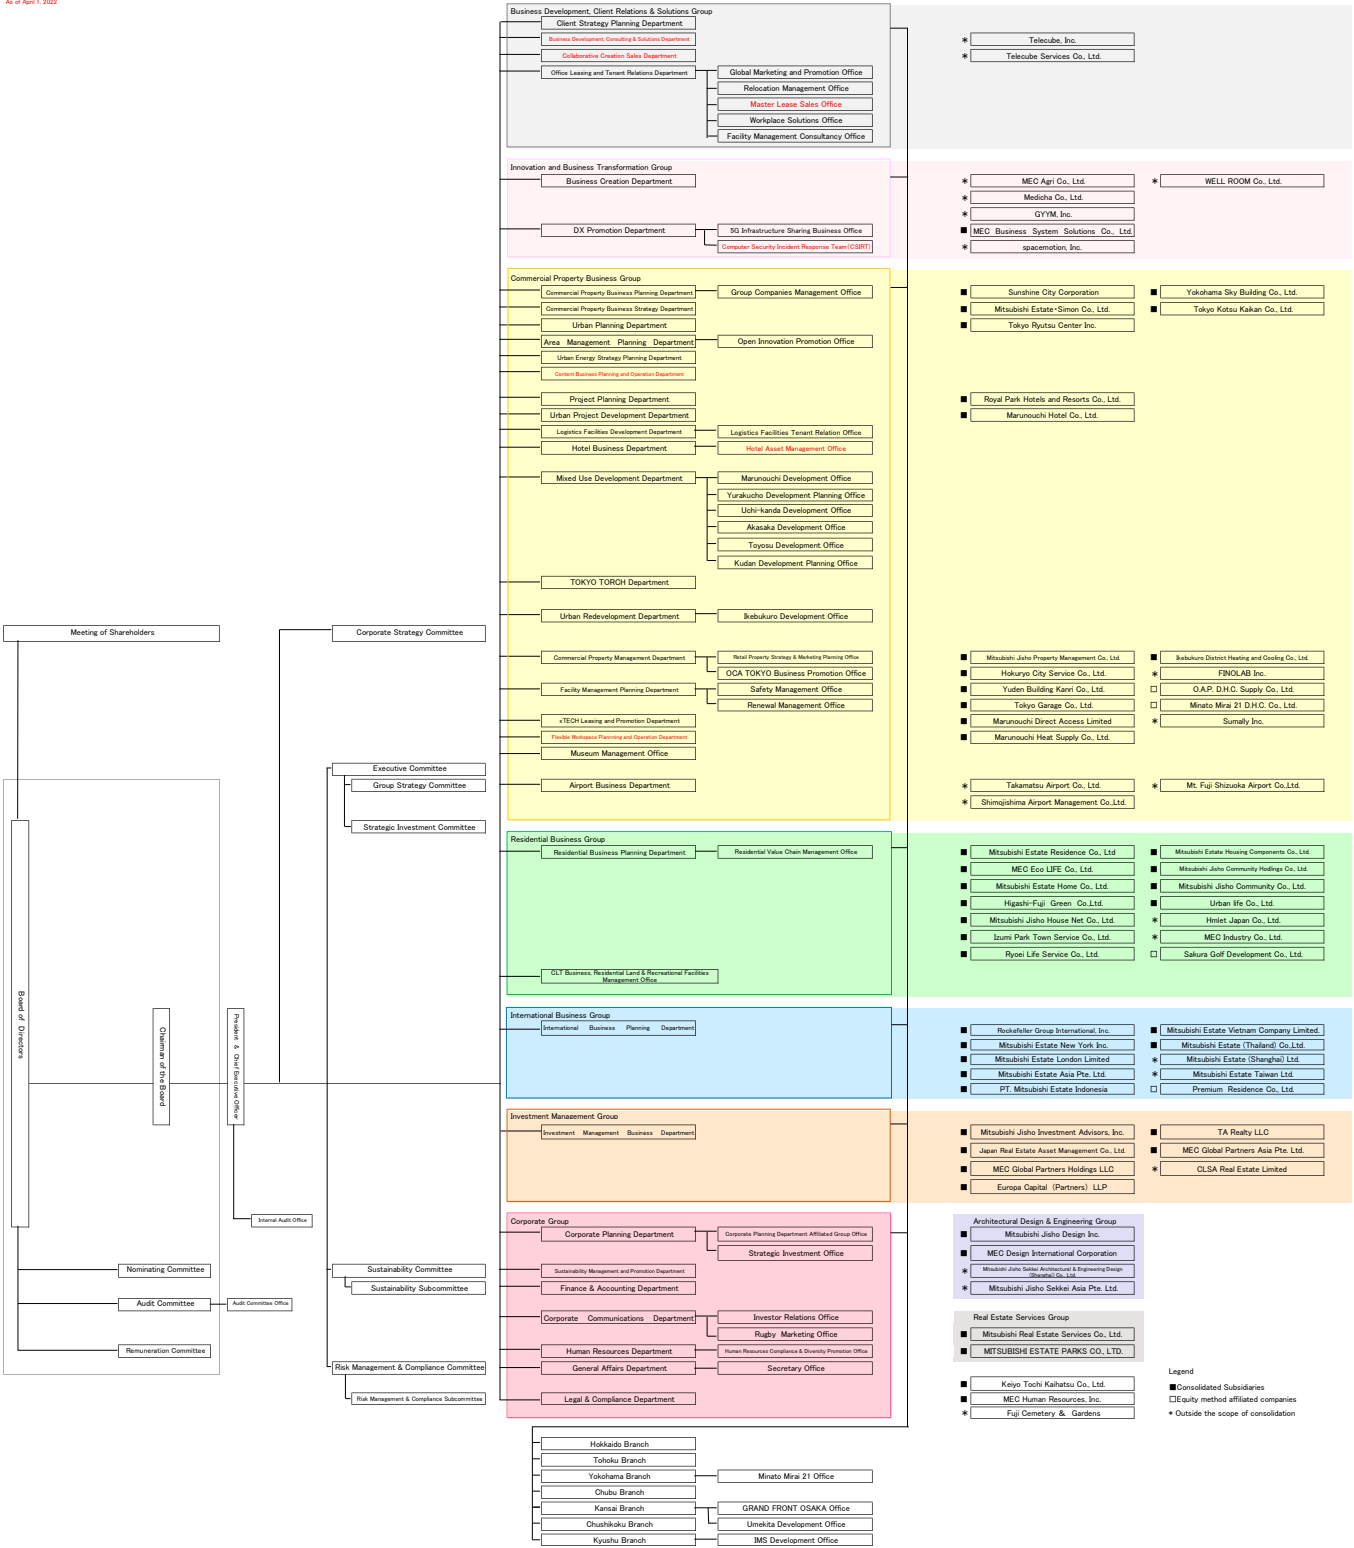 As of April 1, 2022
Business Development, Client Relations & Solutions Group
Client Strategy Planning Department
Business Development, Consulting & Solutions Department
Collaborative Creation Sales Department
Office Leasing and Tenant Relations Department
Global Marketing and Promotion Office
Relocation Management Office
Master Lease Sales Office
Workplace Solutions Office
Facility Management Consultancy Office
* Telecube, Inc.
* Telecube Services Co., Ltd.
Innovation and Business Transformation Group
Business Creation Department
DX Promotion Department
5G Infrastructure Sharing Business Office
Computer Security Incident Response Team(CSIRT)
* MEC Agri Co., Ltd.
* WELL ROOM Co., Ltd.
* Medicha Co., Ltd.
* GYYM, Inc.
■ MEC Business System Solutions Co., Ltd.
* spacemotion, Inc.
Commercial Property Business Group
Commercial Property Business Planning Department
Group Companies Management Office
Commercial Property Business Strategy Department
Urban Planning Department
Area Management Planning Department
Open Innovation Promotion Office
Urban Energy Strategy Planning Department
Content Business Planning and Operation Department
Project Planning Department
Urban Project Development Department
Logistics Facilities Development Department
Logistics Facilities Tenant Relation Office
Hotel Business Department
Hotel Asset Management Office
Mixed Use Development Department
Marunouchi Development Office
Yurakucho Development Planning Office
Uchi-kanda Development Office
Akasaka Development Office
Toyosu Development Office
Kudan Development Planning Office
TOKYO TORCH Department
Urban Redevelopment Department
Ikebukuro Development Office
Commercial Property Management Department
Retail Property Strategy & Marketing Planning Office
OCA TOKYO Business Promotion Office
Facility Management Planning Department
Safety Management Office
Renewal Management Office
xTECH Leasing and Promotion Department
Flexible Workspace Plannning and Operation Department
Museum Management Office
Airport Business Department
■ Sunshine City Corporation
■ Yokohama Sky Building Co., Ltd.
■ Mitsubishi Estate・Simon Co., Ltd.
■ Tokyo Kotsu Kaikan Co., Ltd.
■ Tokyo Ryutsu Center Inc.
■ Royal Park Hotels and Resorts Co., Ltd.
■ Marunouchi Hotel Co., Ltd.
■ Mitsubishi Jisho Property Management Co., Ltd.
■ Ikebukuro District Heating and Cooling Co., Ltd.
■ Hokuryo City Service Co., Ltd.
* FINOLAB Inc.
■ Yuden Building Kanri Co., Ltd.
□ O.A.P. D.H.C. Supply Co., Ltd.
■ Tokyo Garage Co., Ltd.
□ Minato Mirai 21 D.H.C. Co., Ltd.
■ Marunouchi Direct Access Limited
* Sumally Inc.
■ Marunouchi Heat Supply Co., Ltd.
* Takamatsu Airport Co., Ltd.
* Mt. Fuji Shizuoka Airport Co.,Ltd.
* Shimojishima Airport Management Co.,Ltd.
Meeting of Shareholders
Corporate Strategy Committee
Executive Committee
Group Strategy Committee
Strategic Investment Committee
Board of Directors
Chairman of the Board
President & Chief Executive Officer
Internal Audit Office
Nominating Committee
Audit Committee
Audit Committee Office
Remuneration Committee
Sustainability Committee
Sustainability Subcommittee
Risk Management & Compliance Committee
Risk Management & Compliance Subcommittee
Residential Business Group
Residential Business Planning Department
Residential Value Chain Management Office
CLT Business, Residential Land & Recreational Facilities
Management Office
■ Mitsubishi Estate Residence Co., Ltd
■ Mitsubishi Estate Housing Components Co., Ltd.
■ MEC Eco LIFE Co., Ltd.
■ Mitsubishi Jisho Community Hodlings Co., Ltd.
■ Mitsubishi Estate Home Co., Ltd.
■ Mitsubishi Jisho Community Co., Ltd.
■ Higashi-Fuji Green Co.,Ltd.
■ Urban life Co., Ltd.
■ Mitsubishi Jisho House Net Co., Ltd.
* Hmlet Japan Co., Ltd.
■ Izumi Park Town Service Co., Ltd.
* MEC Industry Co., Ltd.
■ Ryoei Life Service Co., Ltd.
□ Sakura Golf Development Co., Ltd.
International Business Group
International Business Planning Department
■ Rockefeller Group International, Inc.
■ Mitsubishi Estate Vietnam Company Limited.
■ Mitsubishi Estate New York Inc.
■ Mitsubishi Estate (Thailand) Co.,Ltd.
■ Mitsubishi Estate London Limited
* Mitsubishi Estate (Shanghai) Ltd.
■ Mitsubishi Estate Asia Pte. Ltd.
* Mitsubishi Estate Taiwan Ltd.
■ PT. Mitsubishi Estate Indonesia
□ Premium Residence Co., Ltd.
Investment Management Group
Investment Management Business Department
■ Mitsubishi Jisho Investment Advisors, Inc.
■ TA Realty LLC
■ Japan Real Estate Asset Management Co., Ltd.
■ MEC Global Partners Asia Pte. Ltd.
■ MEC Global Partners Holdings LLC
* CLSA Real Estate Limited
■ Europa Capital (Partners) LLP
Corporate Group
Corporate Planning Department
Corporate Planning Department Affiliated Group Office
Strategic Investment Office
Sustainability Management and Promotion Department
Finance & Accounting Department
Corporate Communications Department
Investor Relations Office
Rugby Marketing Office
Human Resources Department
Human Resources Compliance & Diversity Promotion Office
General Affairs Department
Secretary Office
Legal & Compliance Department
Architectural Design & Engineering Group
■ Mitsubishi Jisho Design Inc.
■ MEC Design International Corporation
* Mitsubishi Jisho Sekkei Architectural & Engineering Design
(Shanghai) Co., Ltd.
* Mitsubishi Jisho Sekkei Asia Pte. Ltd.
Real Estate Services Group
■ Mitsubishi Real Estate Services Co., Ltd.
■ MITSUBISHI ESTATE PARKS CO., LTD.
■ Keiyo Tochi Kaihatsu Co., Ltd.
■ MEC Human Resources, Inc.
* Fuji Cemetery & Gardens
Legend
■Consolidated Subsidiaries
□Equity method affiliated companies
* Outside the scope of consolidation
Hokkaido Branch
Tohoku Branch
Yokohama Branch
Minato Mirai 21 Office
Chubu Branch
Kansai Branch
GRAND FRONT OSAKA Office
Umekita Development Office
Chushikoku Branch
Kyushu Branch
IMS Development Office